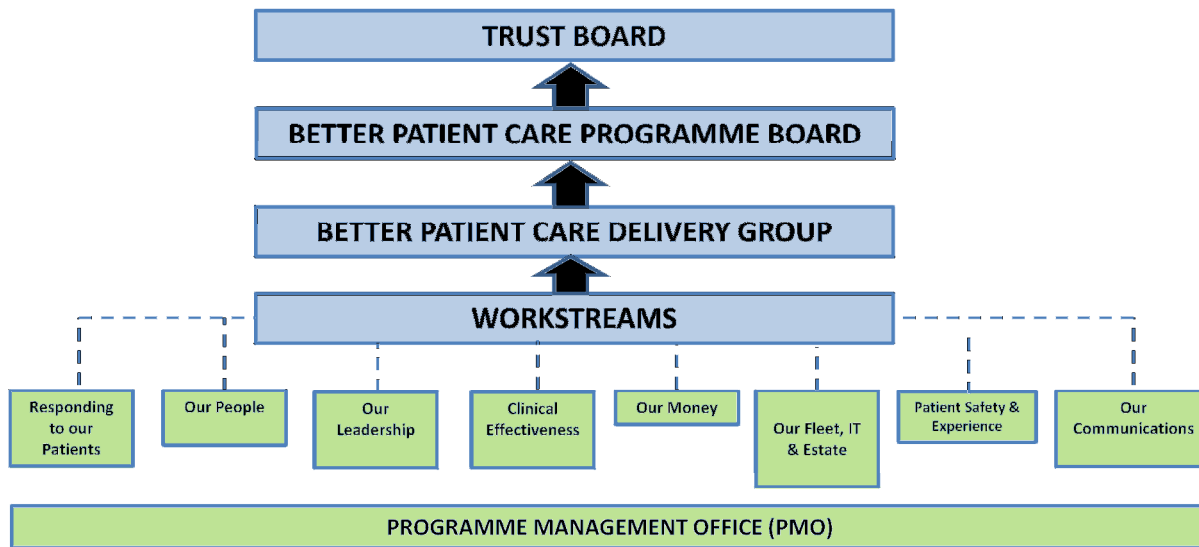 TRUST BOARD
BETTER PATIENT CARE PROGRAMME BOARD
BETTER PATIENT CARE DELIVERY GROUP
WORKSTREAMS
Responding
to our
Patients
Our People
Our
Leadership
Clinical
Effectiveness
Our Money
Our Fleet, IT
& Estate
Patient Safety &
Experience
Our
Communications
PROGRAMME MANAGEMENT OFFICE (PMO)